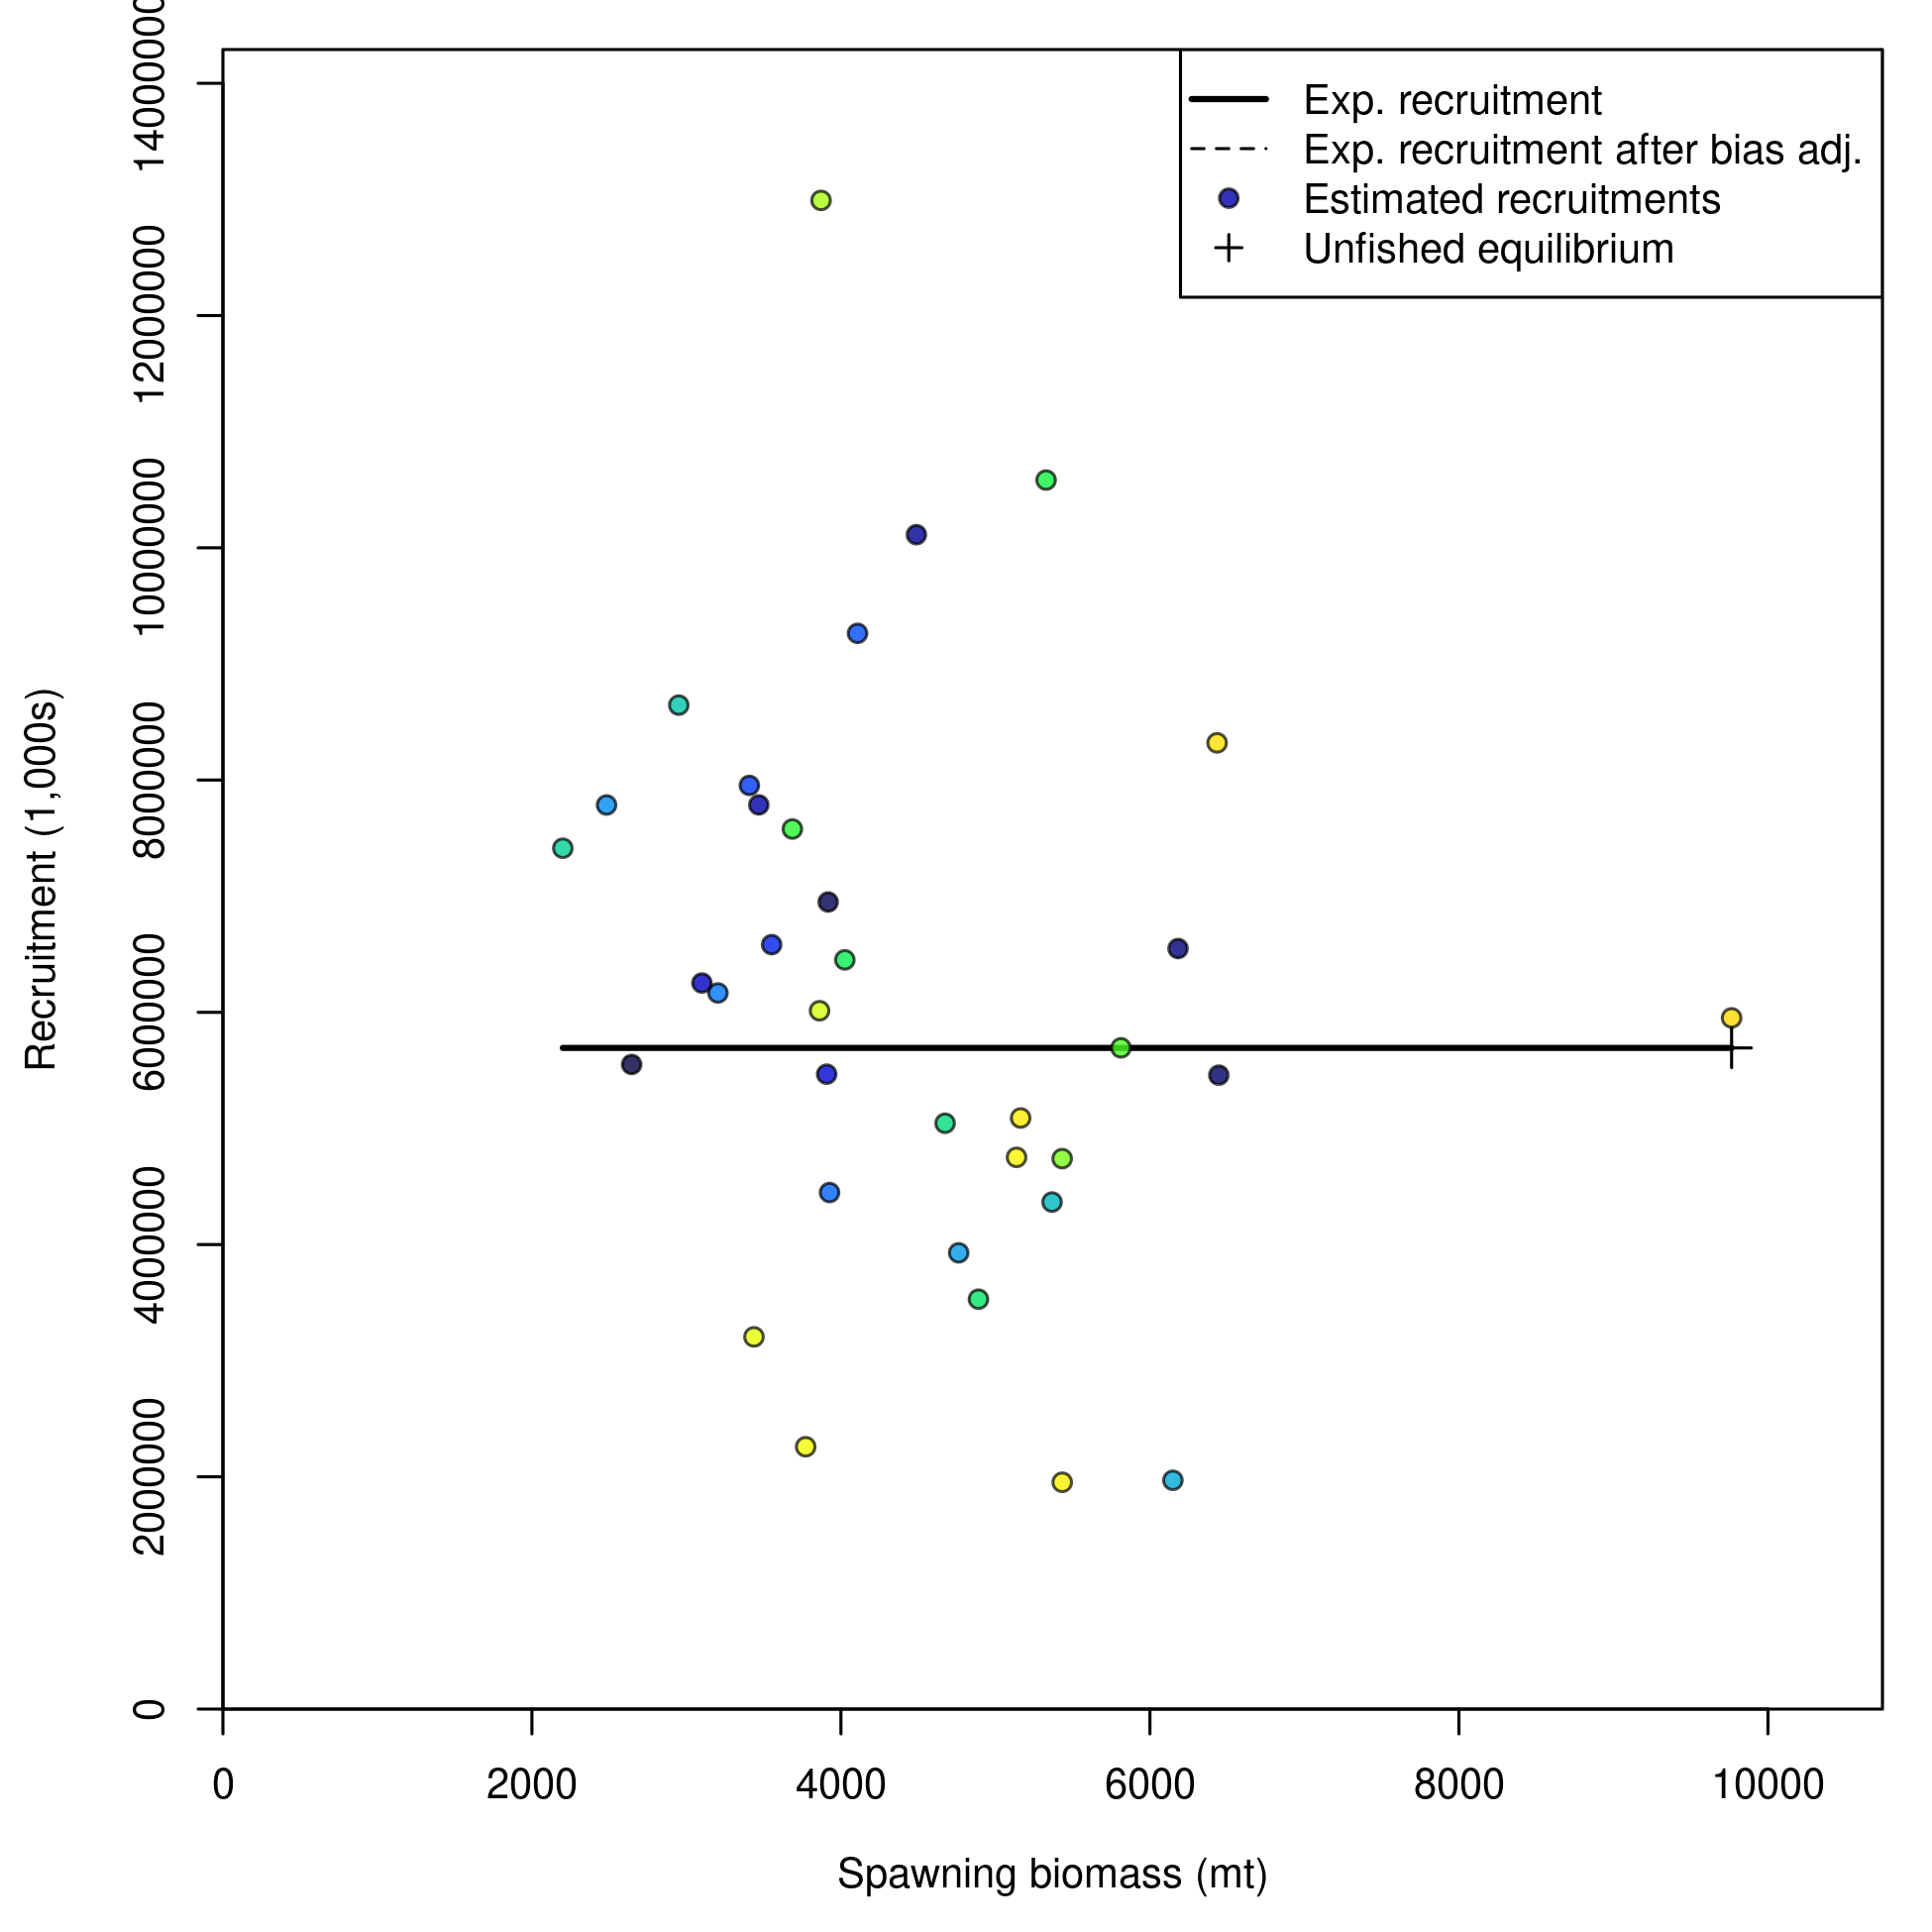 Exp. recruitment
Exp. recruitment after bias adj.
Estimated recruitments
Unfished equilibrium
Recruitment (1,000s)
14000000
12000000
10000000
8000000
6000000
4000000
2000000
0
0 2000 4000 6000 8000 10000
Spawning biomass (mt)